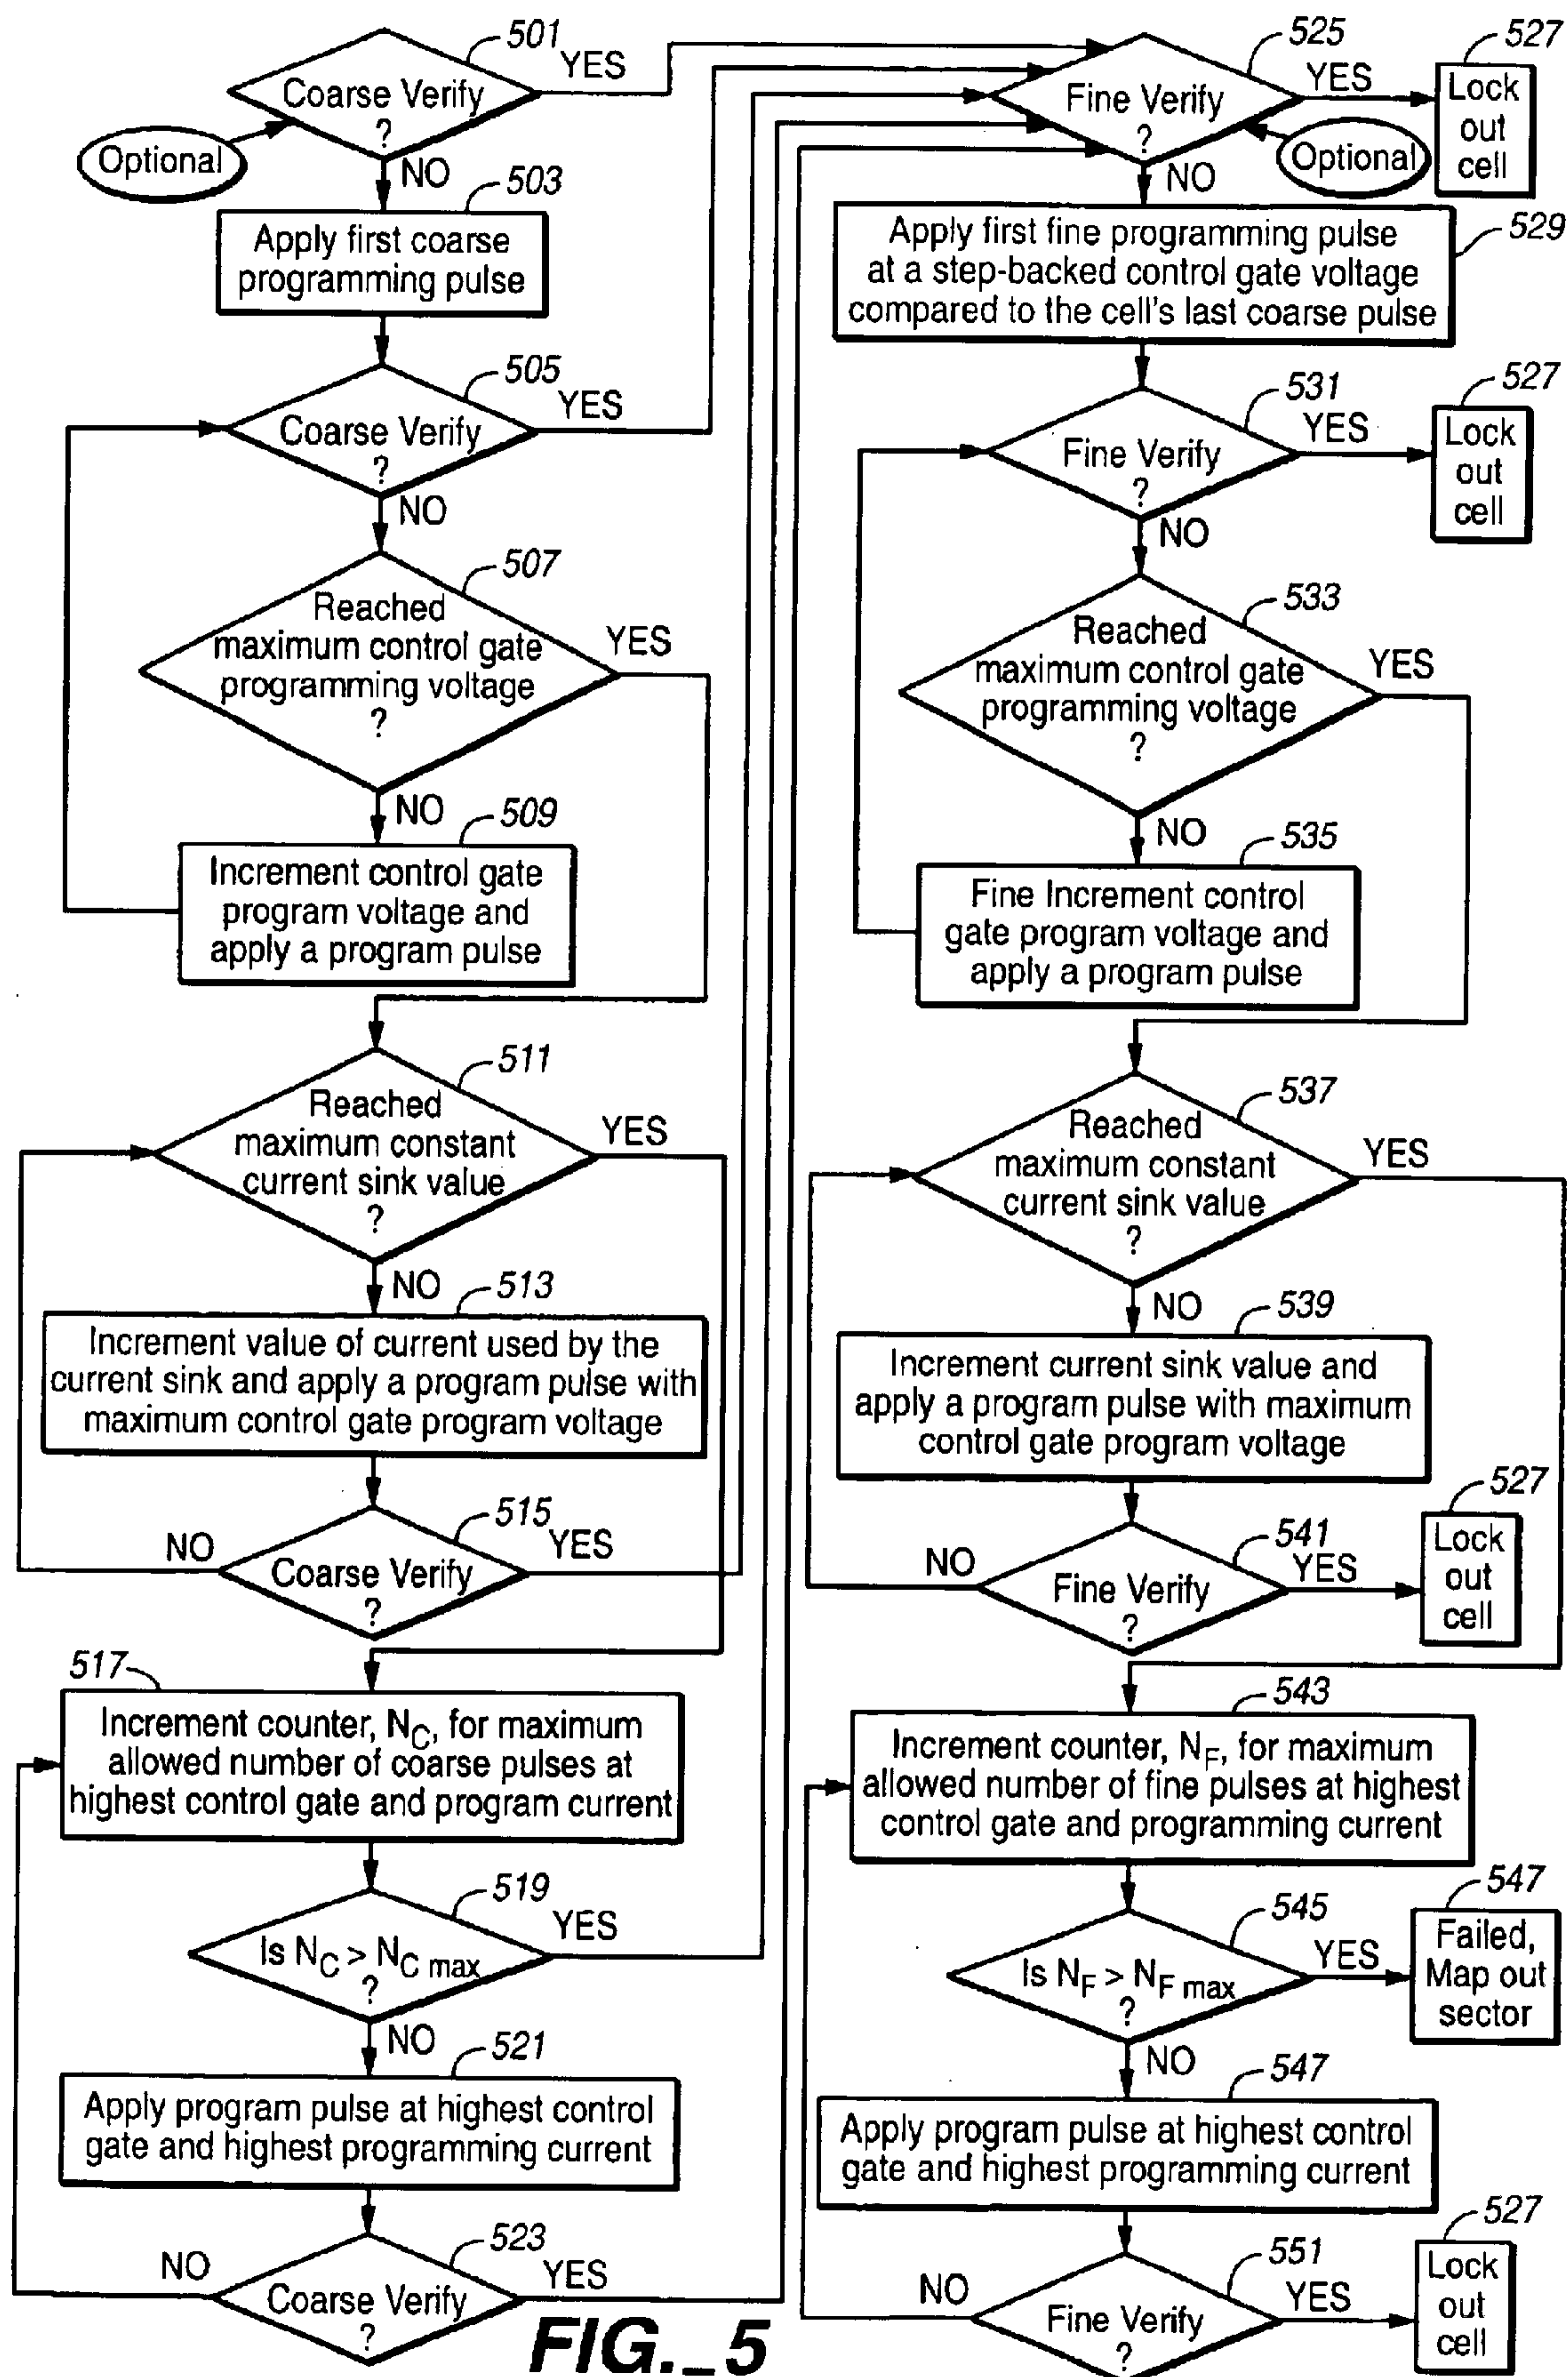 501
Coarse Verify
?
YES
Optional
NO
503
Apply first coarse
programming pulse
505
Coarse Verify
?
YES
NO
507
Reached
maximum control gate
programming voltage
?
YES
NO
509
Increment control gate
program voltage and
apply a program pulse
511
Reached
maximum constant
current sink value
?
YES
NO
513
Increment value of current used by the
current sink and apply a program pulse with
maximum control gate program voltage
515
Coarse Verify
?
NO
YES
517
Increment counter, NC, for maximum
allowed number of coarse pulses at
highest control gate and program current
519
Is NC > NC max
?
YES
NO
521
Apply program pulse at highest control
gate and highest programming current
523
Coarse Verify
?
NO
YES
525
Fine Verify
?
YES
527
Lock
out
cell
Optional
NO
529
Apply first fine programming pulse
at a step-backed control gate voltage
compared to the cell's last coarse pulse
531
Fine Verify
?
YES
527
Lock
out
cell
NO
533
Reached
maximum control gate
programming voltage
?
YES
NO
535
Fine Increment control
gate program voltage and
apply a program pulse
537
Reached
maximum constant
current sink value
?
YES
NO
539
Increment current sink value and
apply a program pulse with maximum
control gate program voltage
541
Fine Verify
?
NO
YES
527
Lock
out
cell
543
Increment counter, NF, for maximum
allowed number of fine pulses at highest
control gate and programming current
545
Is NF > NF max
?
YES
547
Failed,
Map out
sector
NO
547
Apply program pulse at highest control
gate and highest programming current
551
Fine Verify
?
NO
YES
527
Lock
out
cell
FIG._5